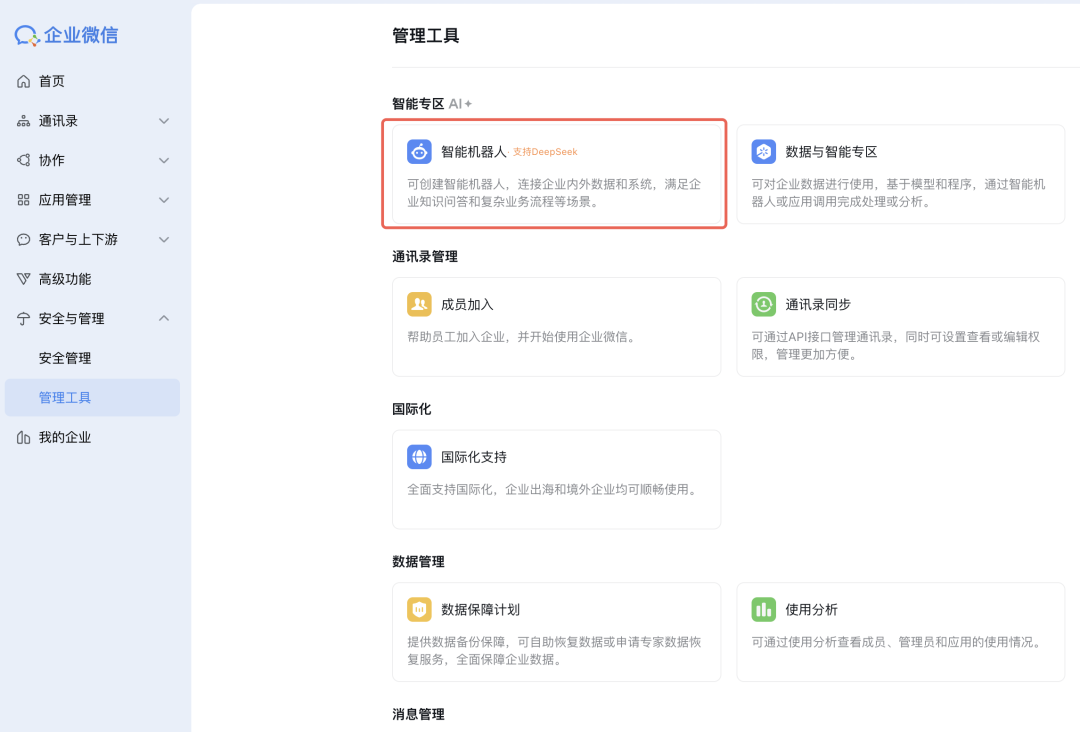 企业微信
首页
通讯录
协作
应用管理
客户与上下游
高级功能
安全与管理
安全管理
管理工具
我的企业
管理工具
智能专区 AI
智能机器人 · 支持DeepSeek
可创建智能机器人，连接企业内外数据和系统，满足企
业知识问答和复杂业务流程等场景。
数据与智能专区
可对企业数据进行使用，基于模型和程序，通过智能机
器人或应用调用完成处理或分析。
通讯录管理
成员加入
帮助员工加入企业，并开始使用企业微信。
通讯录同步
可通过API接口管理通讯录，同时可设置查看或编辑权
限，管理更加方便。
国际化
国际化支持
全面支持国际化，企业出海和境外企业均可顺畅使用。
数据管理
数据保障计划
提供数据备份保障，可自助恢复数据或申请专家数据恢
复服务，全面保障企业数据。
使用分析
可通过使用分析查看成员、管理员和应用的使用情况。
消息管理